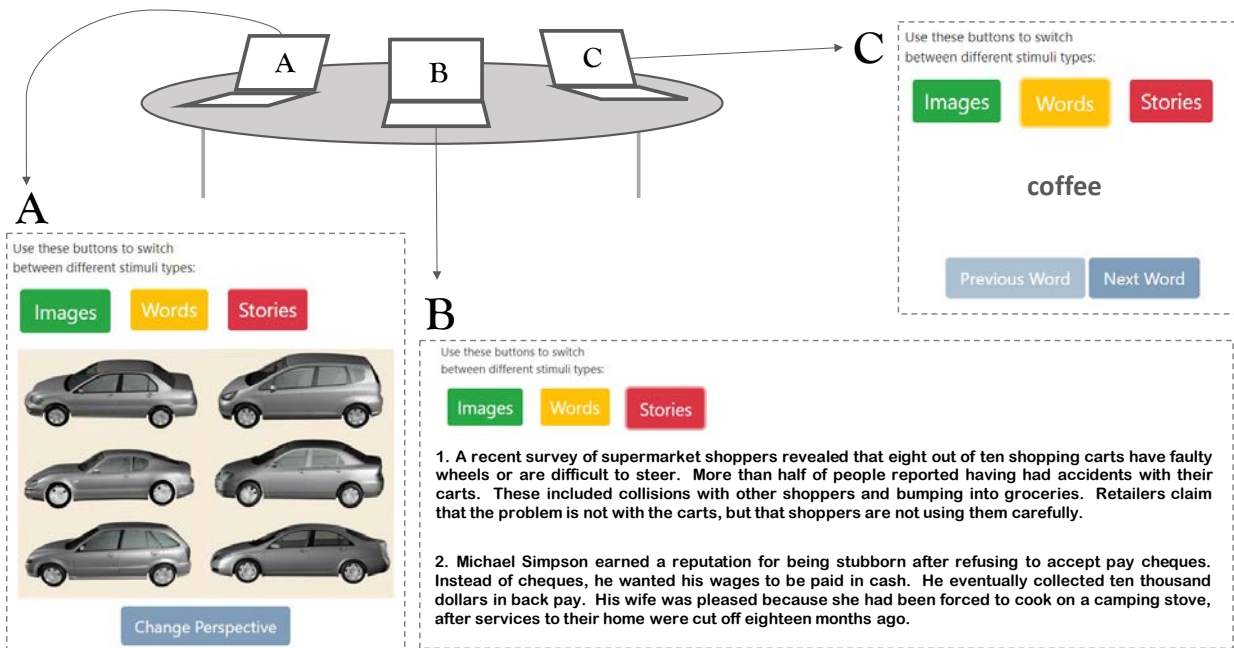 A
B
C
C
Use these buttons to switch
between different stimuli types:
Images Words Stories
coffee
Previous Word Next Word
A
Use these buttons to switch
between different stimuli types:
Images Words Stories
Change Perspective
B
Use these buttons to switch
between different stimuli types:
Images Words Stories
1. A recent survey of supermarket shoppers revealed that eight out of ten shopping carts have faulty
wheels or are difficult to steer. More than half of people reported having had accidents with their
carts. These included collisions with other shoppers and bumping into groceries. Retailers claim
that the problem is not with the carts, but that shoppers are not using them carefully.
2. Michael Simpson earned a reputation for being stubborn after refusing to accept pay cheques.
Instead of cheques, he wanted his wages to be paid in cash. He eventually collected ten thousand
dollars in back pay. His wife was pleased because she had been forced to cook on a camping stove,
after services to their home were cut off eighteen months ago.